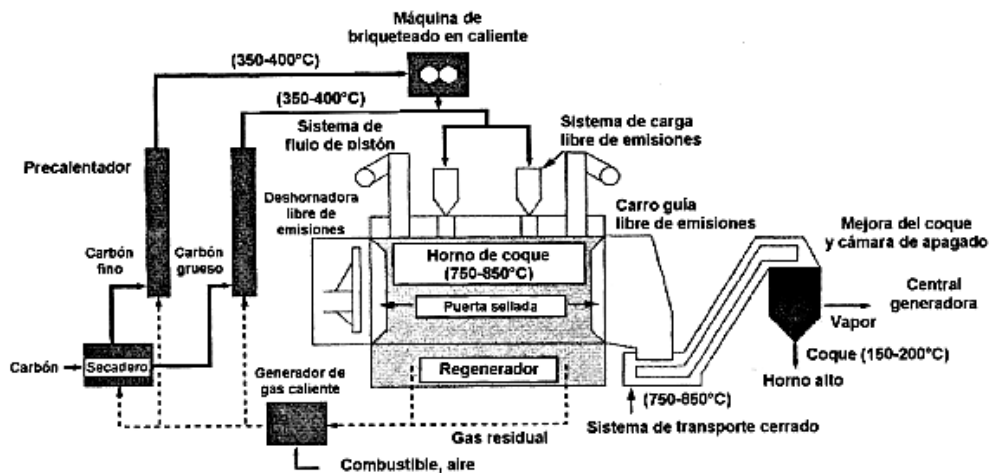 Máquina de
briqueteado en caliente
(350-400°C)
(350-400°C)
Sistema de
flujo de pistón
Sistema de carga
libre de emisiones
Precalentador
Deshornadora
libre de
emisiones
Carro guía
libre de emisiones
Mejora del coque
y cámara de apagado
Carbón
fino
Carbón
grueso
Horno de coque
(750-850°C)
Puerta sellada
Central
generadora
Vapor
Carbón
Secadero
Generador de
gas caliente
Regenerador
Coque (150-200°C)
Horno alto
(750-850°C)
Sistema de transporte cerrado
Gas residual
Combustible, aire